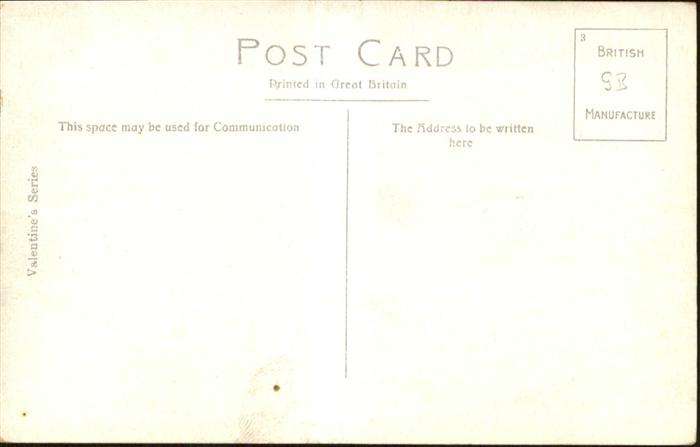 POST CARD
Printed in Great Britain
3
BRITISH
MANUFACTURE
This space may be used for Communication
The Address to be written
here
Valentine's Series